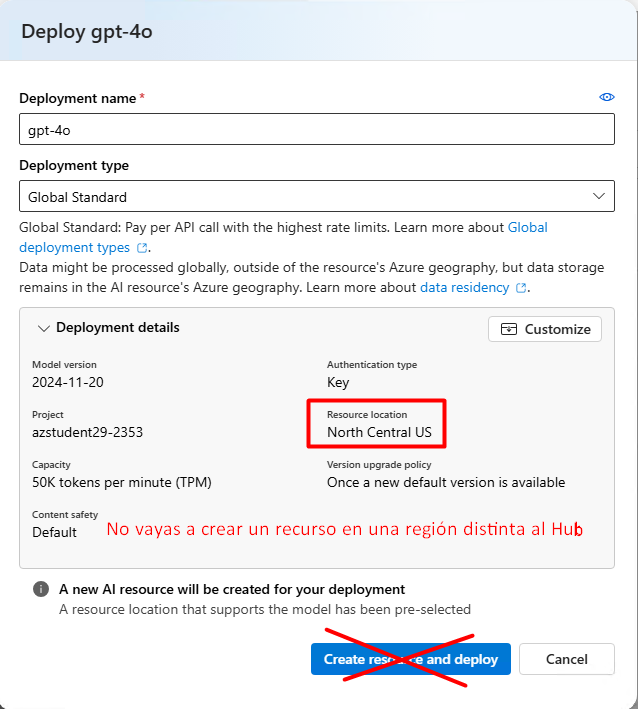 Deploy gpt-4o
Deployment name *
gpt-4o
Deployment type
Global Standard
Global Standard: Pay per API call with the highest rate limits. Learn more about Global
deployment types .
Data might be processed globally, outside of the resource's Azure geography, but data storage
remains in the AI resource's Azure geography. Learn more about data residency .
Deployment details
Customize
Model version
2024-11-20
Authentication type
Key
Project
azstudent29-2353
Resource location
North Central US
Capacity
50K tokens per minute (TPM)
Version upgrade policy
Once a new default version is available
Content safety
Default
No vayas a crear un recurso en una región distinta al Hub
A new AI resource will be created for your deployment
A resource location that supports the model has been pre-selected
Create resource and deploy
Cancel